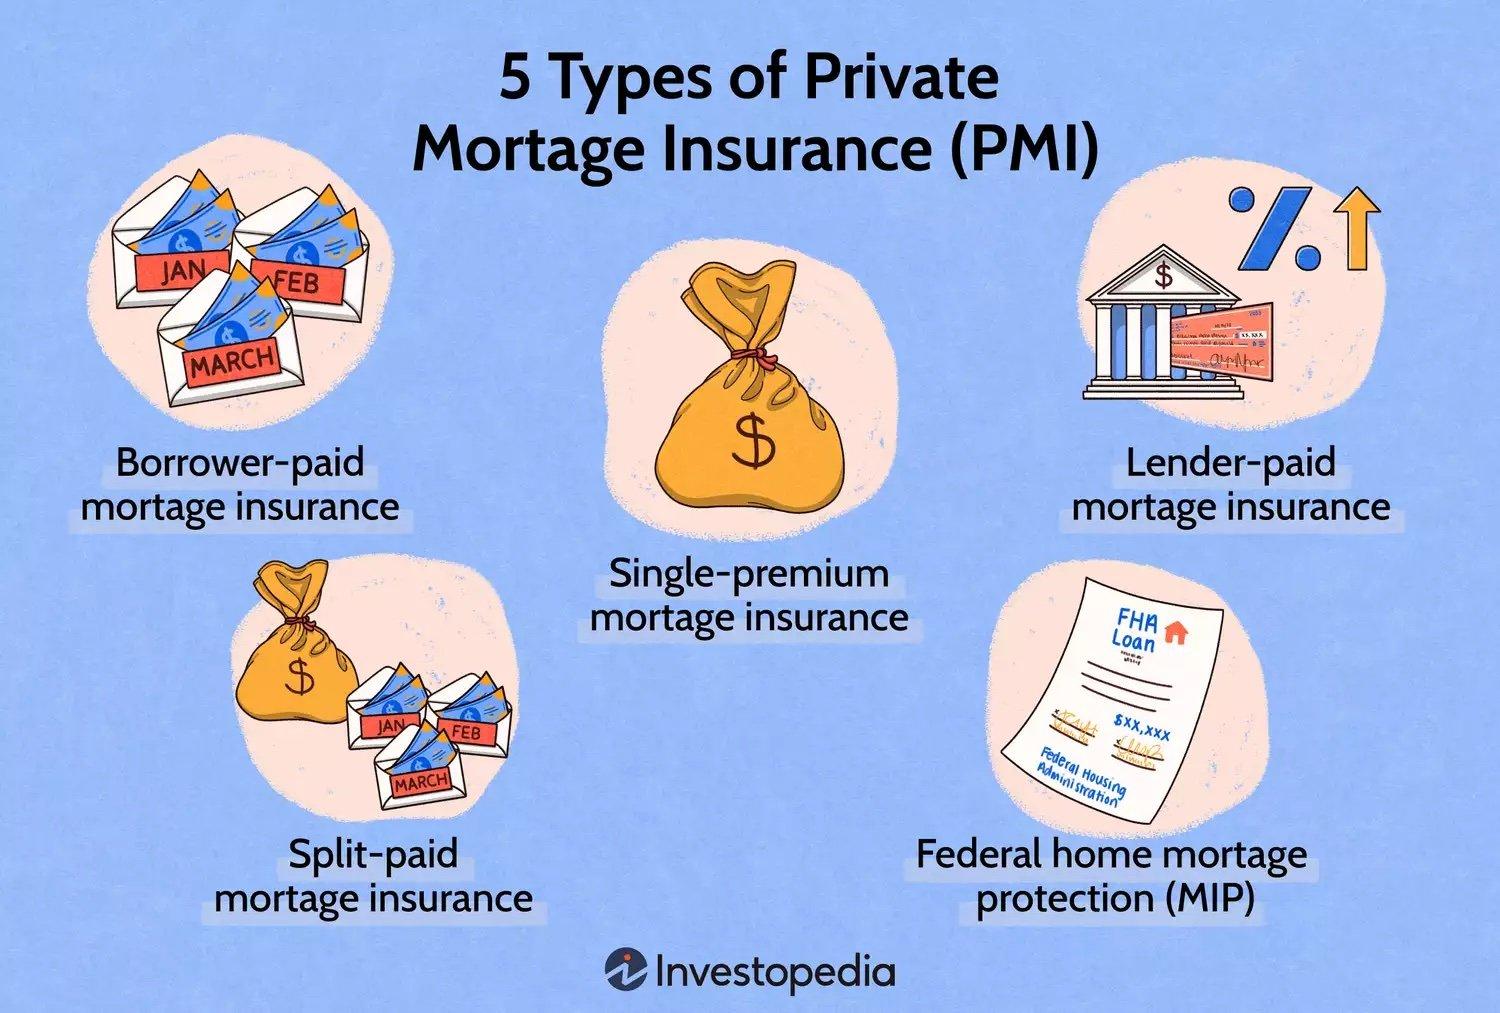 5 Types of Private
Mortage Insurance (PMI)
JAN
FEB
MARCH
Borrower-paid
mortage insurance
$
Single-premium
mortage insurance
$
Lender-paid
mortage insurance
$
JAN
FEB
MARCH
Split-paid
mortage insurance
FHA
Loan
$XX,XXX
Federal Housing
Administration
Federal home mortage
protection (MIP)
Investopedia